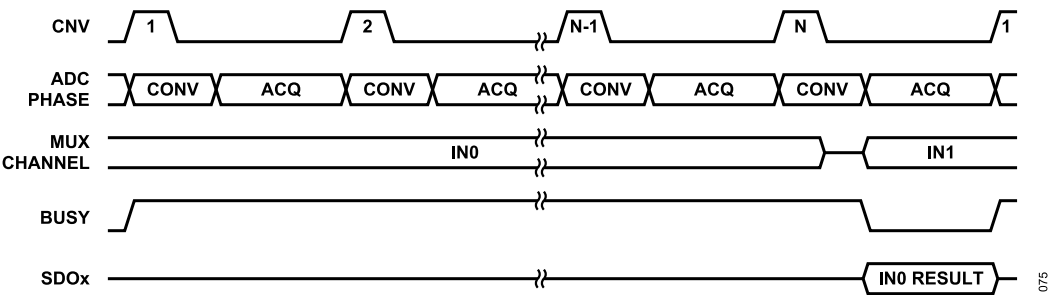 CNV 1 2 N-1 N 1
ADC PHASE CONV ACQ CONV ACQ CONV ACQ CONV ACQ
MUX CHANNEL IN0 IN1
BUSY
SDOx IN0 RESULT
075